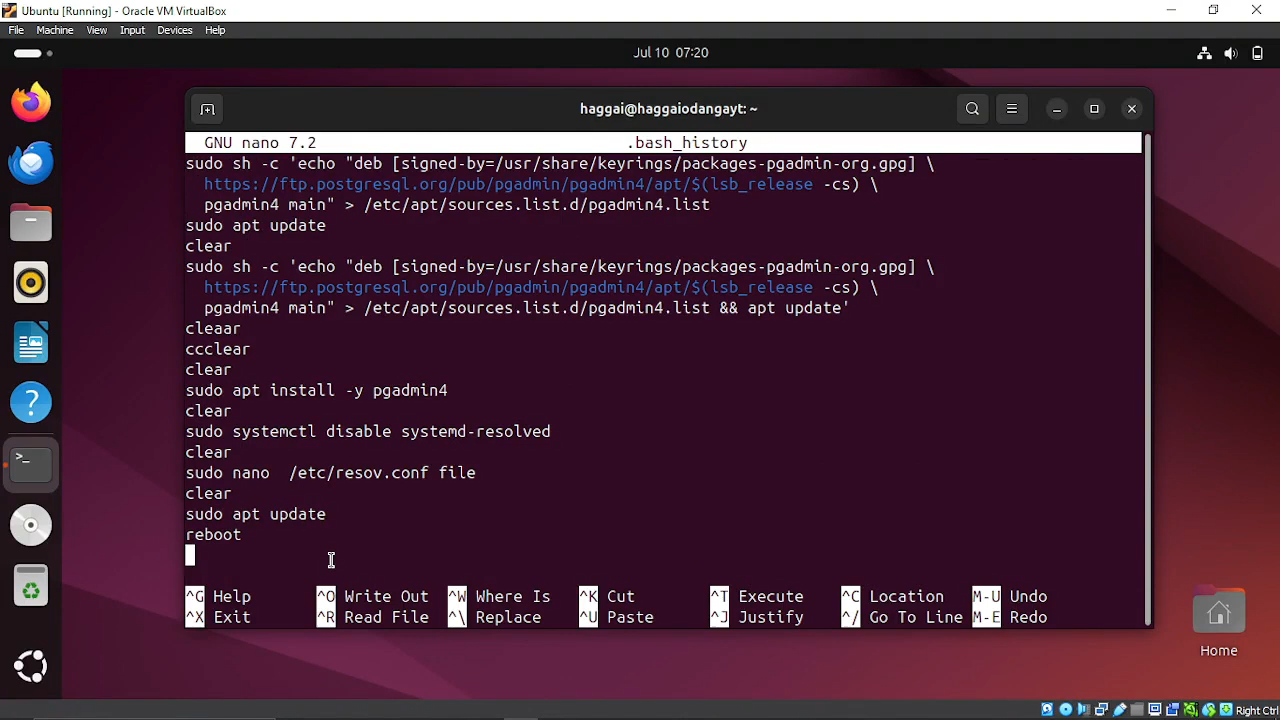 Ubuntu [Running] - Oracle VM VirtualBox
File Machine View Input Devices Help
Jul 10 07:20
haggai@haggaiodangayt: ~
GNU nano 7.2 .bash_history
sudo sh -c 'echo "deb [signed-by=/usr/share/keyrings/packages-pgadmin-org.gpg] \
https://ftp.postgresql.org/pub/pgadmin/pgadmin4/apt/$(lsb_release -cs) \
pgadmin4 main" > /etc/apt/sources.list.d/pgadmin4.list
sudo apt update
clear
sudo sh -c 'echo "deb [signed-by=/usr/share/keyrings/packages-pgadmin-org.gpg] \
https://ftp.postgresql.org/pub/pgadmin/pgadmin4/apt/$(lsb_release -cs) \
pgadmin4 main" > /etc/apt/sources.list.d/pgadmin4.list && apt update'
cleaar
ccclear
clear
sudo apt install -y pgadmin4
clear
sudo systemctl disable systemd-resolved
clear
sudo nano  /etc/resov.conf file
clear
sudo apt update
reboot
^G Help ^O Write Out ^W Where Is ^K Cut ^T Execute ^C Location M-U Undo
^X Exit ^R Read File ^\ Replace ^U Paste ^J Justify ^/ Go To Line M-E Redo
Home
Right Ctrl